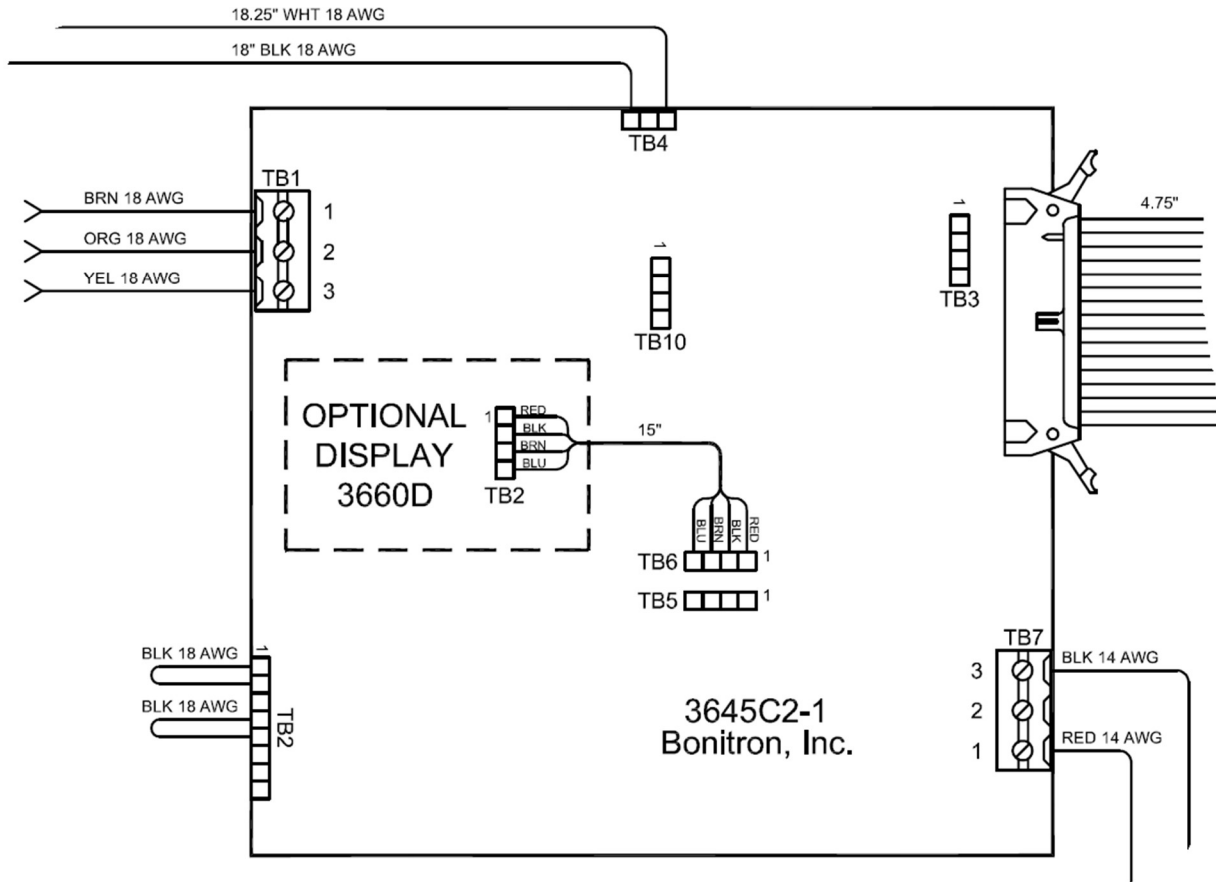 18.25" WHT 18 AWG
18" BLK 18 AWG
TB4
TB1
BRN 18 AWG
1
ORG 18 AWG
2
YEL 18 AWG
3
1
TB10
1
TB3
4.75"
OPTIONAL
DISPLAY
3660D
1
RED
BLK
BRN
BLU
TB2
15"
BLU
BRN
BLK
RED
TB6
1
TB5
1
BLK 18 AWG
BLK 18 AWG
1
TB2
3645C2-1
Bonitron, Inc.
TB7
3
BLK 14 AWG
2
1
RED 14 AWG